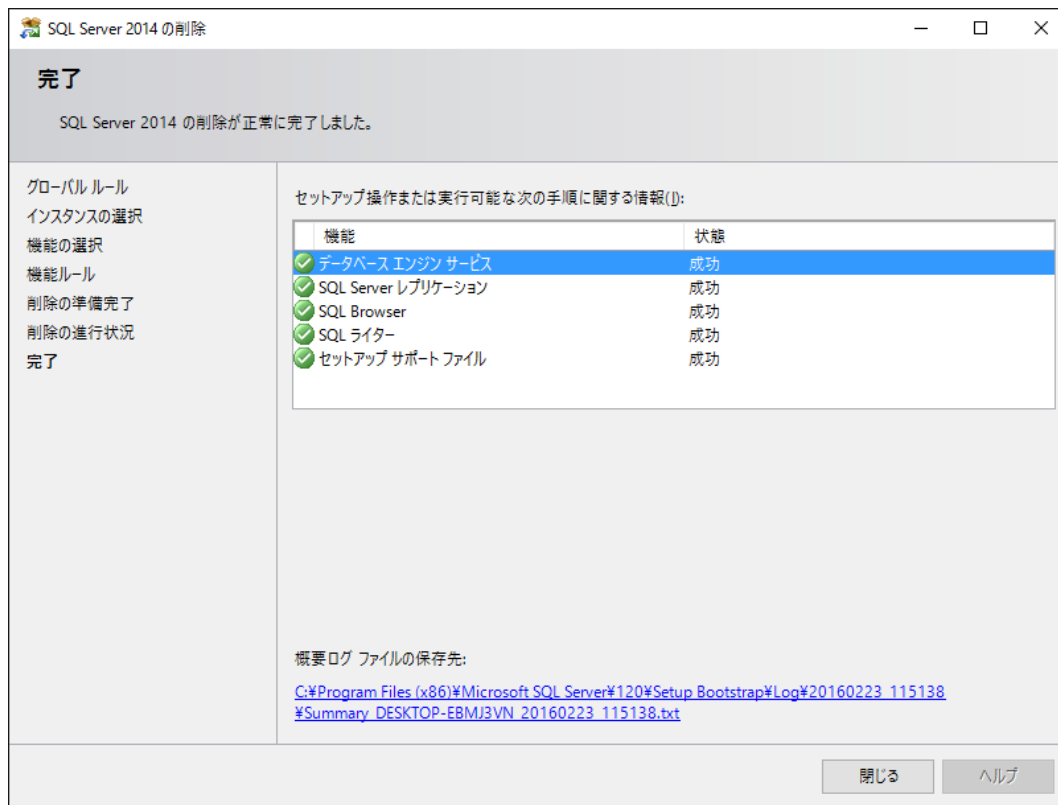 SQL Server 2014 の削除
完了
SQL Server 2014 の削除が正常に完了しました。
グローバル ルール
インスタンスの選択
機能の選択
機能ルール
削除の準備完了
削除の進行状況
完了
セットアップ操作または実行可能な次の手順に関する情報(I):
機能 状態
データベース エンジン サービス 成功
SQL Server レプリケーション 成功
SQL Browser 成功
SQL ライター 成功
セットアップ サポート ファイル 成功
概要ログ ファイルの保存先:
C:¥Program Files (x86)¥Microsoft SQL Server¥120¥Setup Bootstrap¥Log¥20160223_115138
¥Summary_DESKTOP-EBMJ3VN_20160223_115138.txt
閉じる ヘルプ